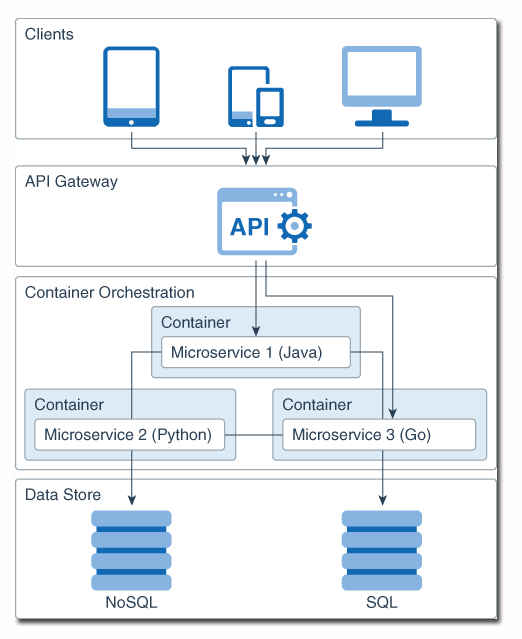 Clients
API Gateway
API
Container Orchestration
Container
Microservice 1 (Java)
Container
Container
Microservice 2 (Python)
Microservice 3 (Go)
Data Store
NoSQL
SQL